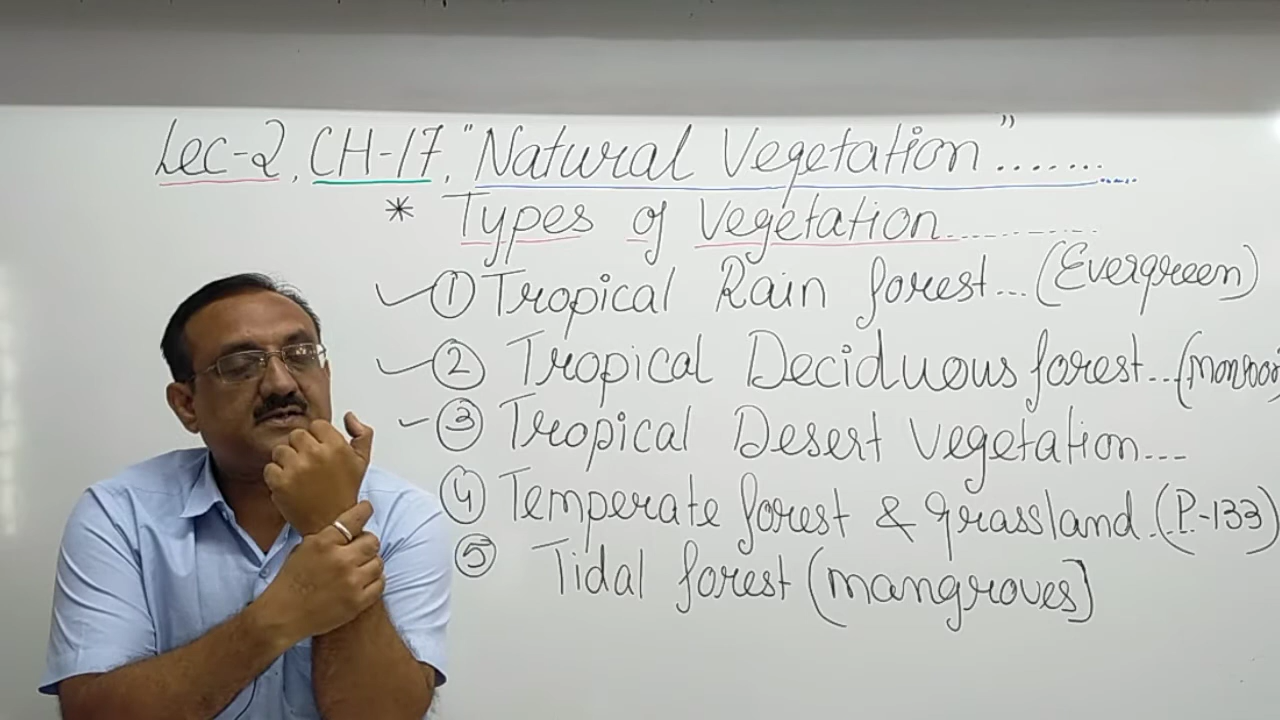 Lec-2, CH-17, "Natural Vegetation".......
* Types of Vegetation............
① Tropical Rain forest...(Evergreen)
② Tropical Deciduous forest...(monsoon
③ Tropical Desert Vegetation...
④ Temperate forest & grassland.(P.-133)
⑤ Tidal forest (mangroves]